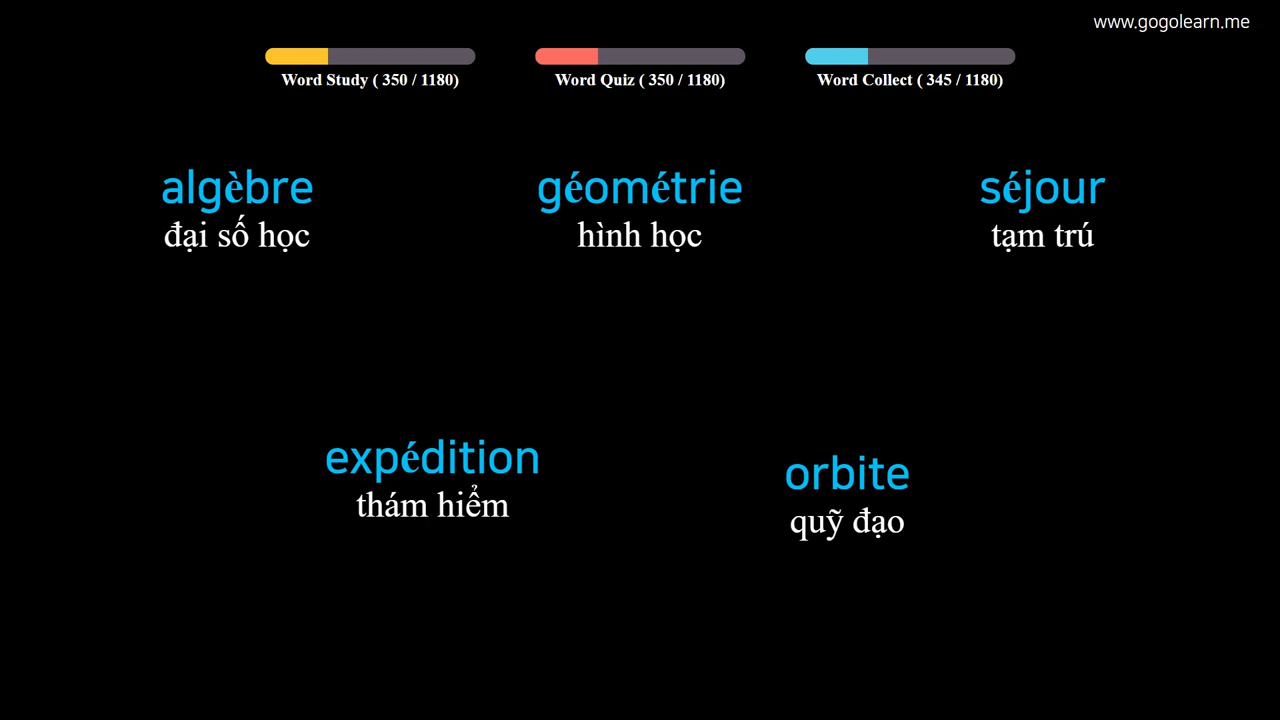 www.gogolearn.me
Word Study ( 350 / 1180)
Word Quiz ( 350 / 1180)
Word Collect ( 345 / 1180)
algèbre
đại số học
géométrie
hình học
séjour
tạm trú
expédition
thám hiểm
orbite
quỹ đạo